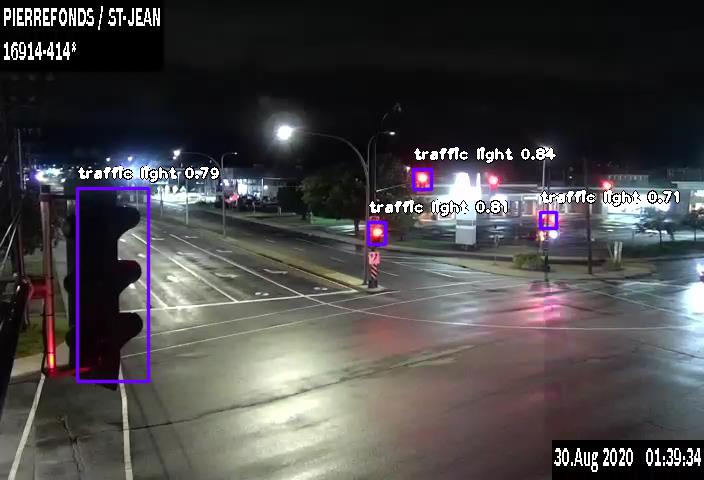 PIERREFONDS / ST-JEAN
16914-414*
traffic light 0.84
traffic light 0.79
traffic light 0.71
traffic light 0.81
30.Aug 2020 01:39:34